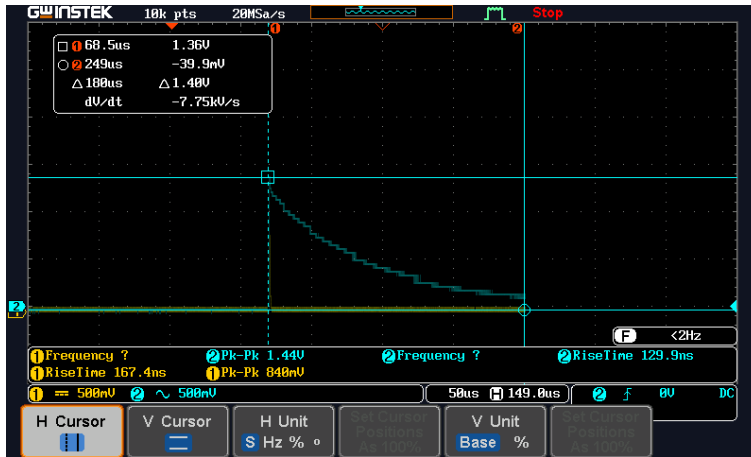 GWINSTEK 10k pts 20MSa/s Stop
1 2
1 68.5us 1.36V
2 249us -39.9mV
△180us △1.40V
dV/dt -7.75kV/s
2
F <2Hz
1 Frequency ? 2 Pk-Pk 1.44V 2 Frequency ? 2 RiseTime 129.9ns
1 RiseTime 167.4ns 1 Pk-Pk 840mV
1 500mV 2 500mV 50us H 149.0us 2 0V DC
H Cursor V Cursor H Unit Set Cursor V Unit Set Cursor
S Hz % ° Positions Base % Positions
As 100% As 100%